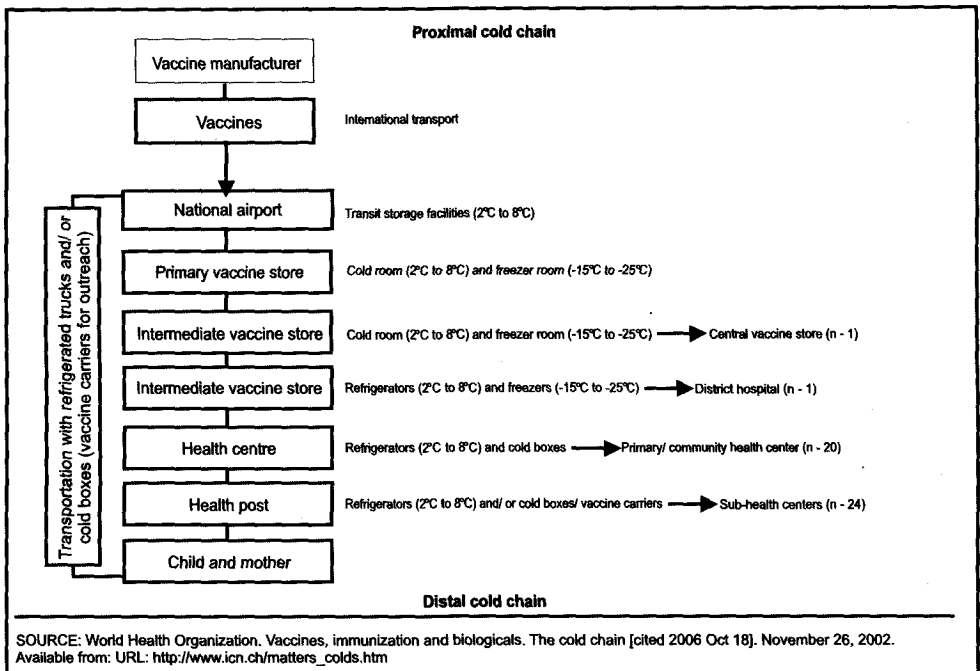 Proximal cold chain
Vaccine manufacturer
Vaccines
International transport
National airport
Transit storage facilities (2°C to 8°C)
Primary vaccine store
Cold room (2°C to 8°C) and freezer room (-15°C to -25°C)
Intermediate vaccine store
Cold room (2°C to 8°C) and freezer room (-15°C to -25°C)
Central vaccine store (n - 1)
Intermediate vaccine store
Refrigerators (2°C to 8°C) and freezers (-15°C to -25°C)
District hospital (n - 1)
Health centre
Refrigerators (2°C to 8°C) and cold boxes
Primary/ community health center (n - 20)
Health post
Refrigerators (2°C to 8°C) and/ or cold boxes/ vaccine carriers
Sub-health centers (n - 24)
Child and mother
Transportation with refrigerated trucks and/ or
cold boxes (vaccine carriers for outreach)
Distal cold chain
SOURCE: World Health Organization. Vaccines, immunization and biologicals. The cold chain [cited 2006 Oct 18]. November 26, 2002.
Available from: URL: http://www.icn.ch/matters_colds.htm